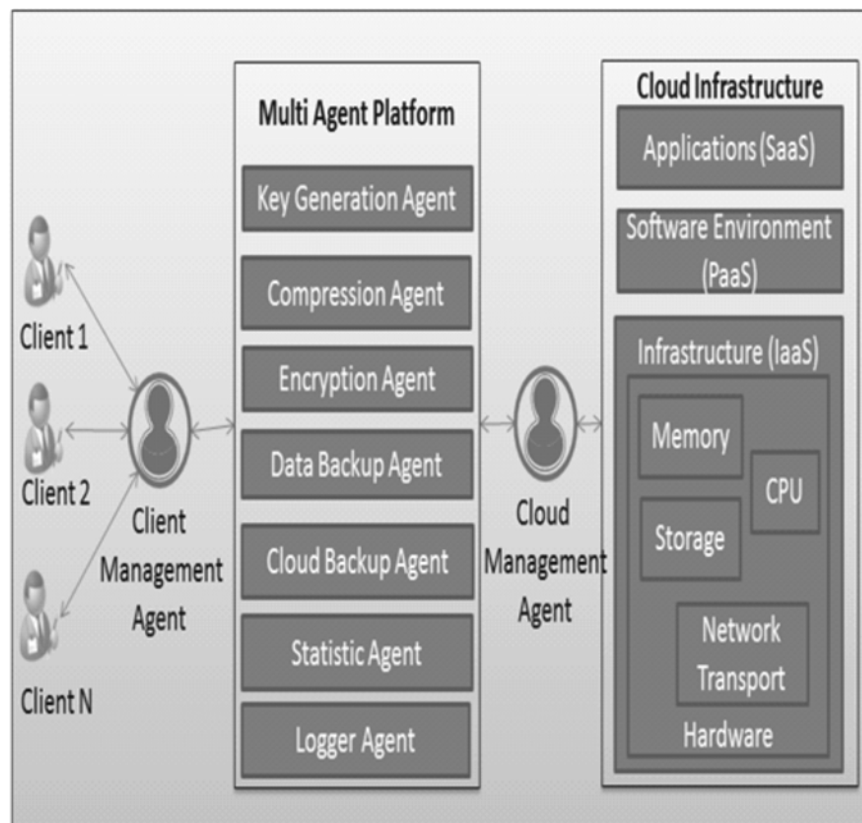 Client 1
Client 2
Client N
Client
Management
Agent
Multi Agent Platform
Key Generation Agent
Compression Agent
Encryption Agent
Data Backup Agent
Cloud Backup Agent
Statistic Agent
Logger Agent
Cloud
Management
Agent
Cloud Infrastructure
Applications (SaaS)
Software Environment
(PaaS)
Infrastructure (IaaS)
Memory
CPU
Storage
Network
Transport
Hardware